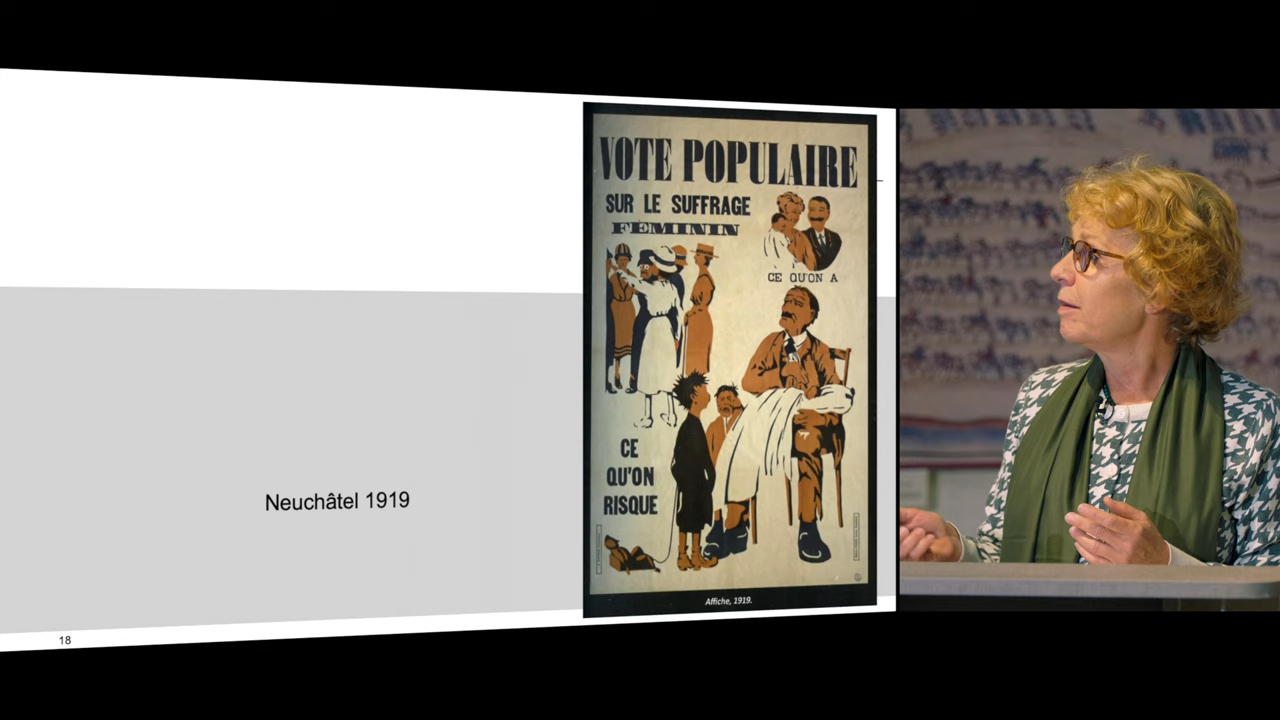 VOTE POPULAIRE
SUR LE SUFFRAGE
FÉMININ
CE QU'ON A
CE
QU'ON
RISQUE
Neuchâtel 1919
Affiche, 1919.
18